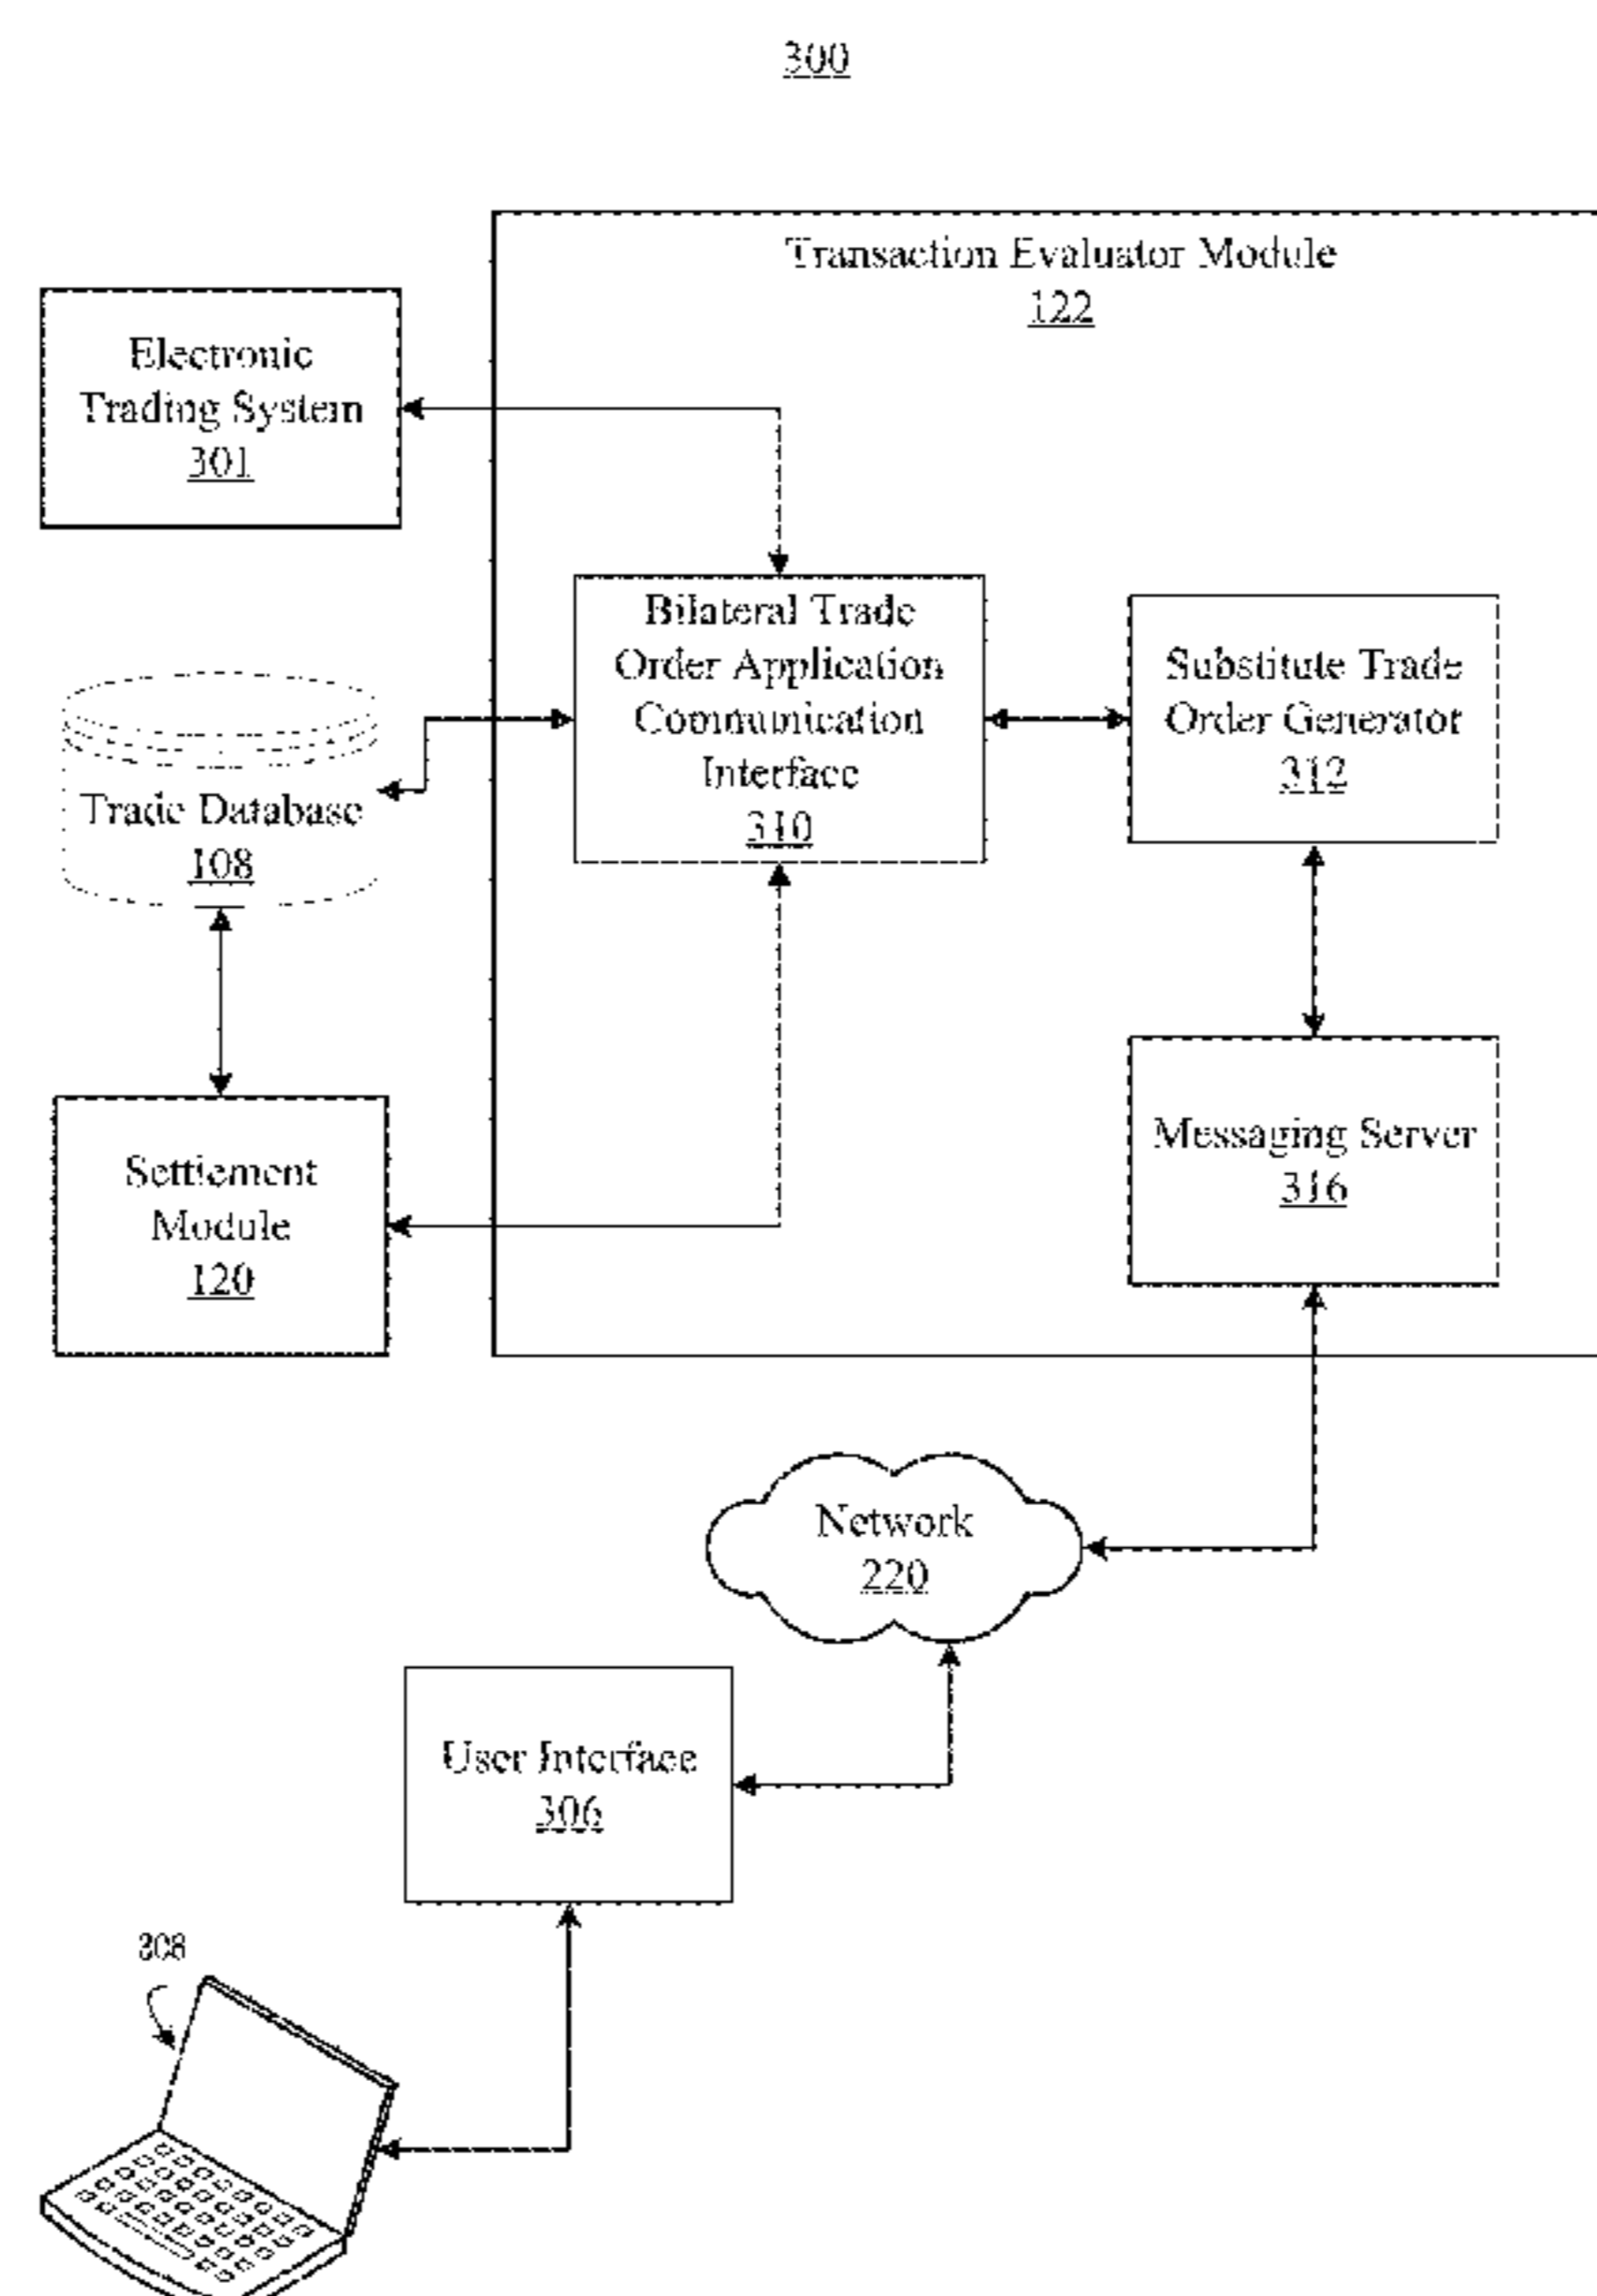 300
Transaction Evaluator Module
122
Electronic
Trading System
301
Bilateral Trade
Order Application
Communication
Interface
310
Substitute Trade
Order Generator
312
Trade Database
108
Messaging Server
316
Settlement
Module
120
Network
220
User Interface
306
308